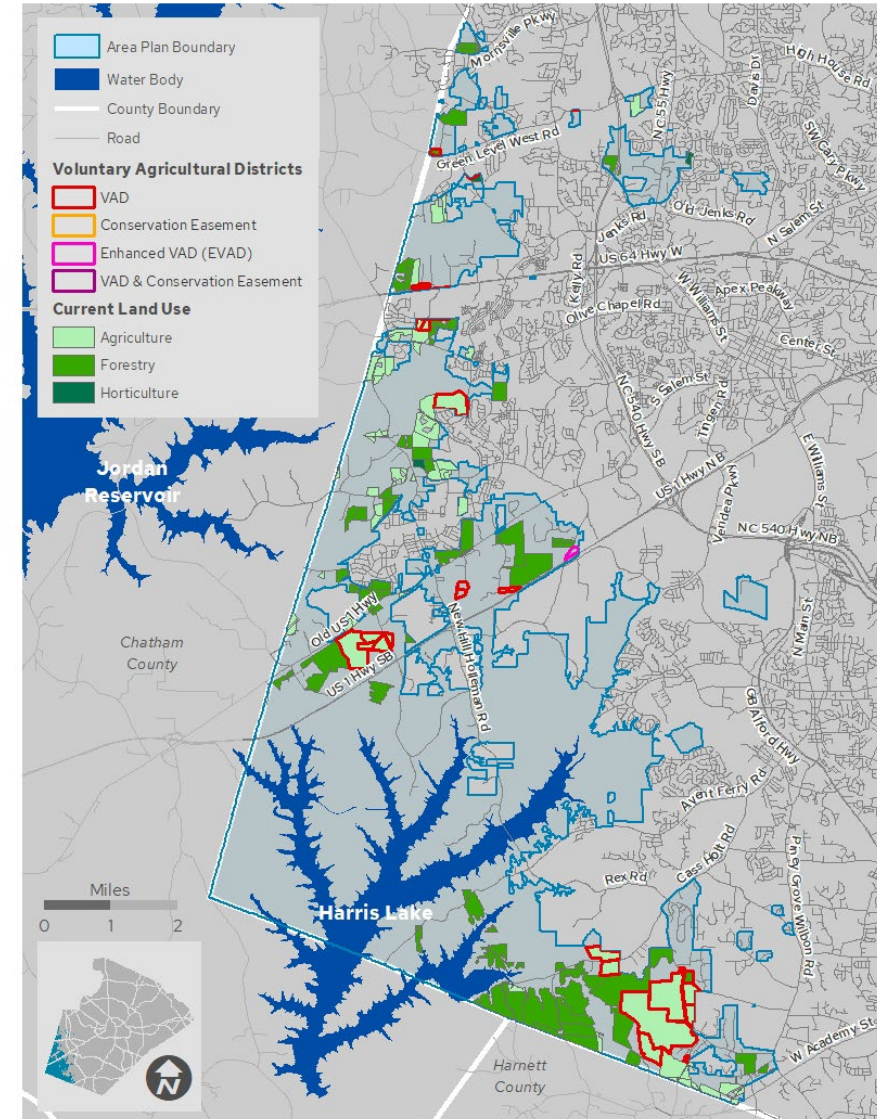 Area Plan Boundary
Water Body
County Boundary
Road
Voluntary Agricultural Districts
VAD
Conservation Easement
Enhanced VAD (EVAD)
VAD & Conservation Easement
Current Land Use
Agriculture
Forestry
Horticulture
Morrisville Pkwy
High House Rd
Davis Dr
NC 55 Hwy
SW Cary Pkwy
Green Level West Rd
Jenks Rd
Old Jenks Rd
N Salem St
US 64 Hwy W
Kelly Rd
W Williams St
Apex Peakway
Olive Chapel Rd
Center St
S Salem St
Tingen Rd
NC 540 Hwy SB
E Williams St
US 1 Hwy NB
Jordan
Reservoir
Veridea Pkwy
NC 540 Hwy NB
Old US 1 Hwy
New Hill Holleman Rd
N Main St
Chatham
County
US 1 Hwy SB
GB Alford Hwy
Avent Ferry Rd
Cass Holt Rd
Rex Rd
Piney Grove Wilbon Rd
Miles
0 1 2
Harris Lake
W Academy St
Harnett
County
N